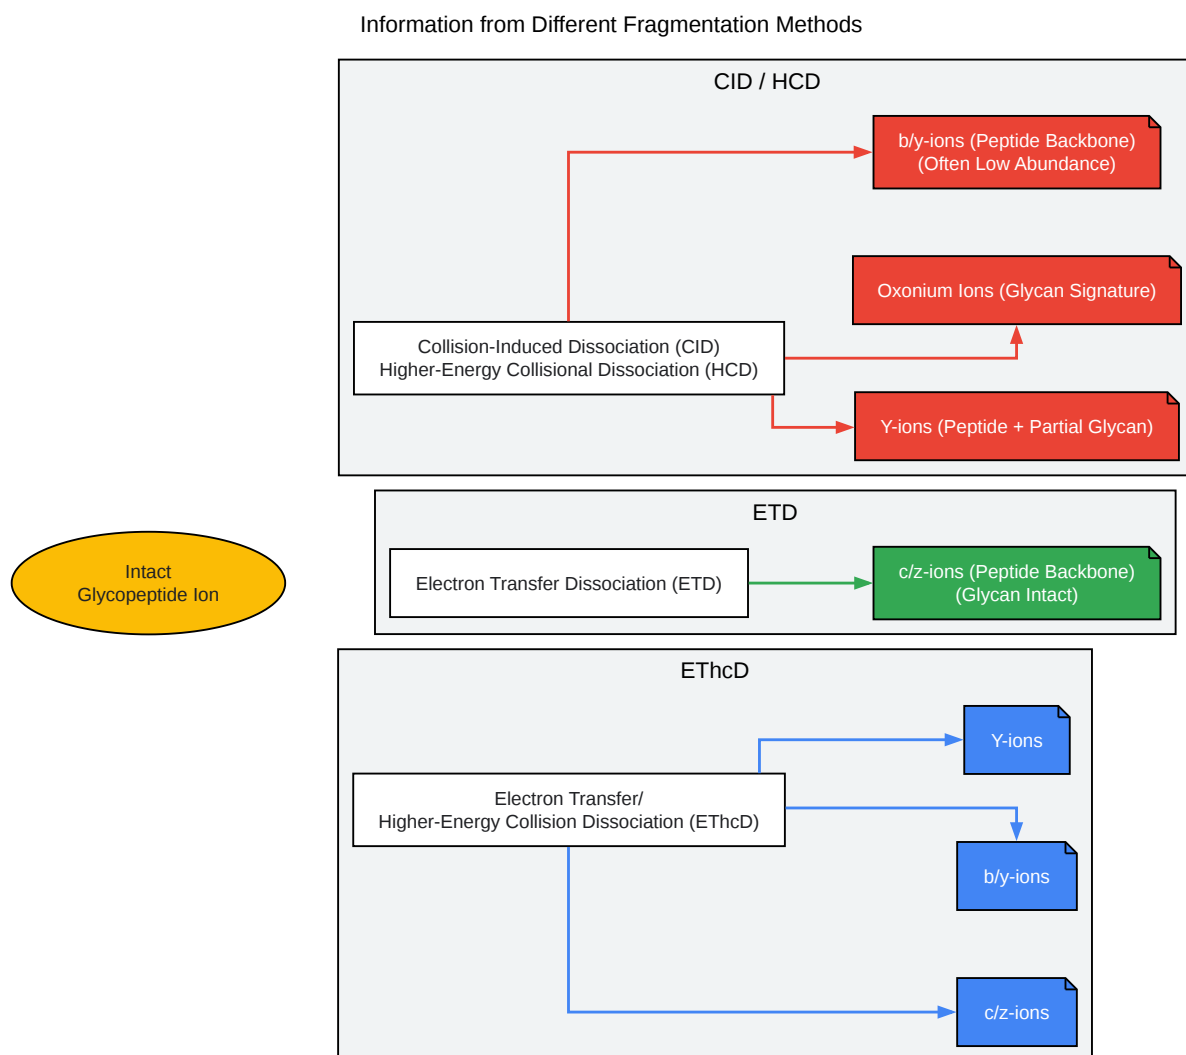 Information from Different Fragmentation Methods
CID / HCD
b/y-ions (Peptide Backbone)
(Often Low Abundance)
Oxonium Ions (Glycan Signature)
Collision-Induced Dissociation (CID)
Higher-Energy Collisional Dissociation (HCD)
Y-ions (Peptide + Partial Glycan)
ETD
Intact
Glycopeptide Ion
Electron Transfer Dissociation (ETD)
c/z-ions (Peptide Backbone)
(Glycan Intact)
EThcD
Y-ions
Electron Transfer/
Higher-Energy Collision Dissociation (EThcD)
b/y-ions
c/z-ions